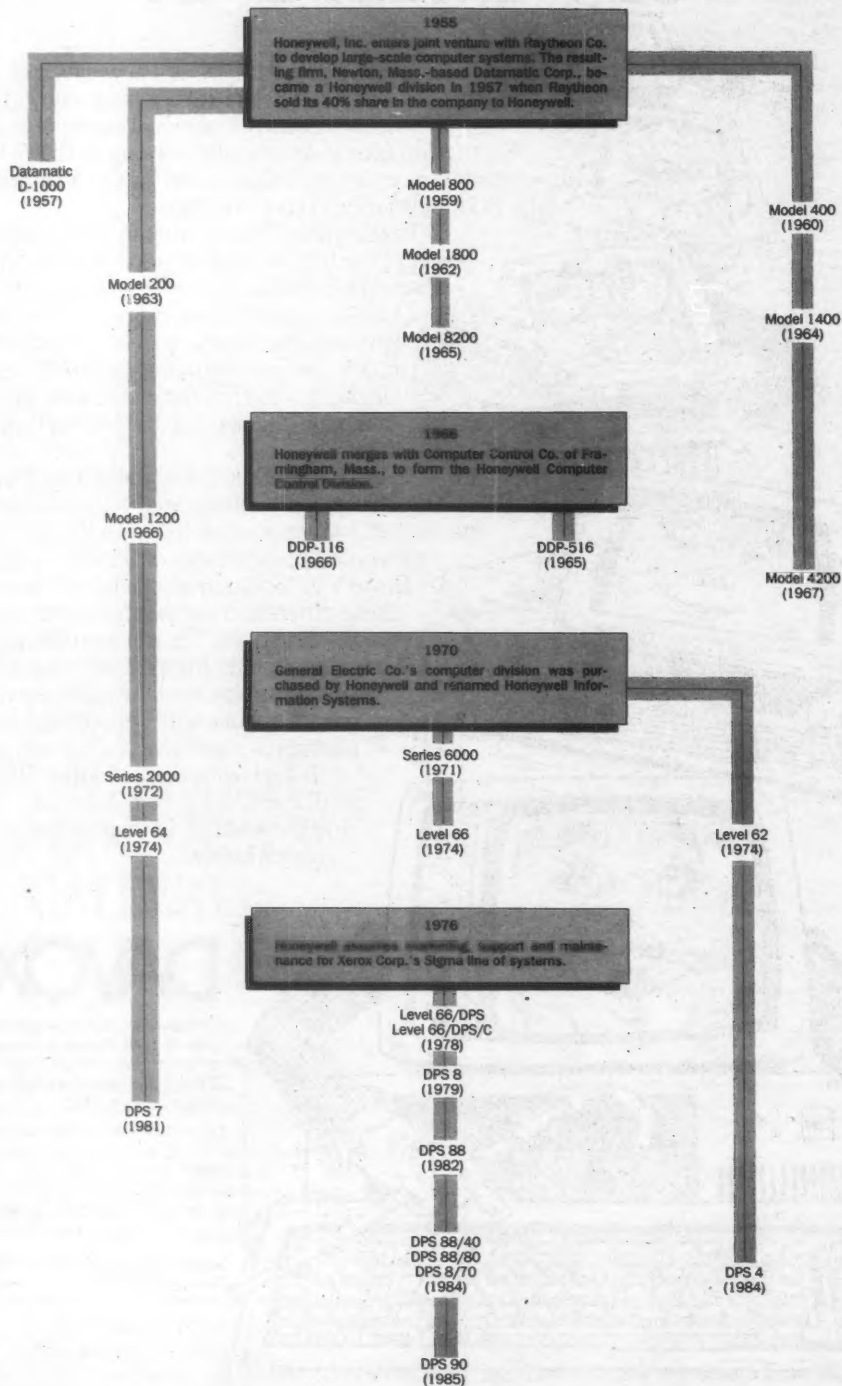 1955
Honeywell, Inc. enters joint venture with Raytheon Co.
to develop large-scale computer systems. The result-
ing firm, Newton, Mass.-based Datamatic Corp., be-
came a Honeywell division in 1957 when Raytheon
sold its 40% share in the company to Honeywell.
Datamatic
D-1000
(1957)
Model 800
(1959)
Model 400
(1960)
Model 1800
(1962)
Model 200
(1963)
Model 1400
(1964)
Model 8200
(1965)
1966
Honeywell merges with Computer Control Co. of Fra-
mingham, Mass., to form the Honeywell Computer
Control Division.
Model 1200
(1966)
DDP-116
(1966)
DDP-516
(1965)
Model 4200
(1967)
1970
General Electric Co.'s computer division was pur-
chased by Honeywell and renamed Honeywell Infor-
mation Systems.
Series 6000
(1971)
Series 2000
(1972)
Level 64
(1974)
Level 66
(1974)
Level 62
(1974)
1976
Honeywell assumes marketing, support and mainte-
nance for Xerox Corp.'s Sigma line of systems.
Level 66/DPS
Level 66/DPS/C
(1978)
DPS 8
(1979)
DPS 7
(1981)
DPS 88
(1982)
DPS 88/40
DPS 88/80
DPS 8/70
(1984)
DPS 4
(1984)
DPS 90
(1985)